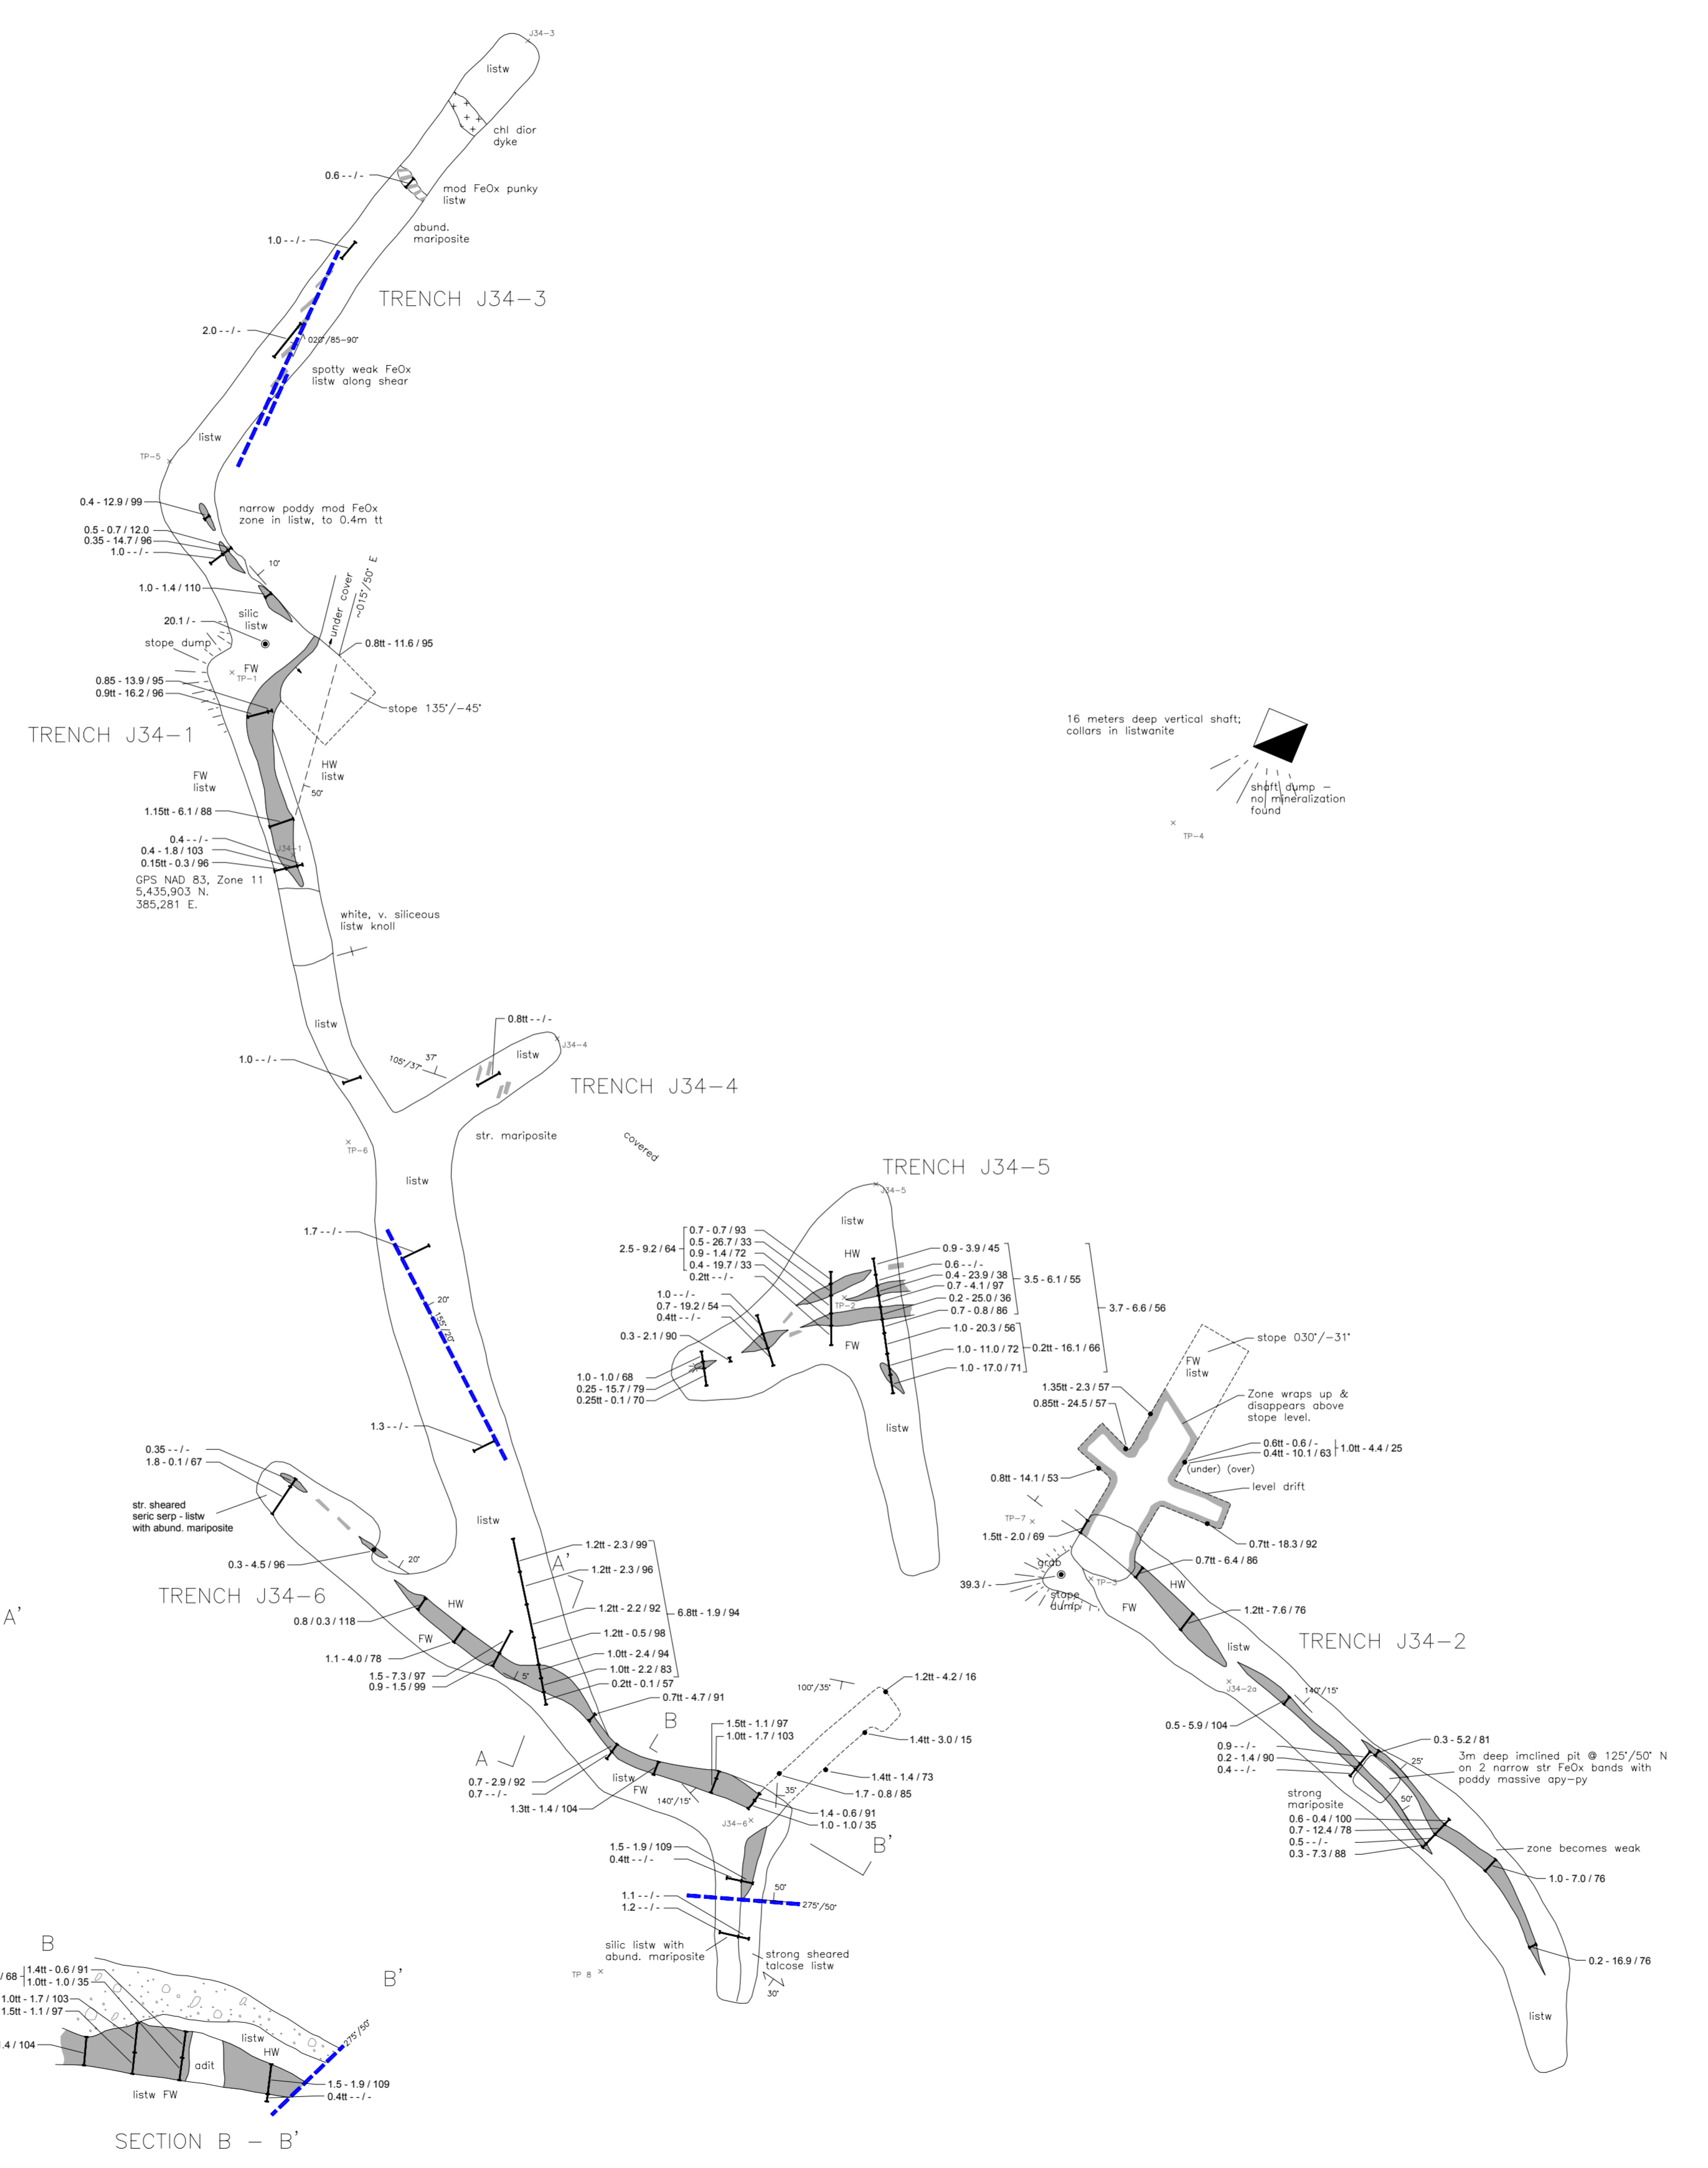 J34-3
listw
chl dior
dyke
0.6 - - / -
mod FeOx punky
listw
abund.
mariposite
1.0 - - / -
TRENCH J34-3
2.0 - - / -
020°/85-90°
spotty weak FeOx
listw along shear
listw
TP-5
0.4 - 12.9 / 99
narrow poddy mod FeOx
zone in listw, to 0.4m tt
0.5 - 0.7 / 12.0
0.35 - 14.7 / 96
1.0 - - / -
10°
1.0 - 1.4 / 110
under cover
~015°/50° E
silic
listw
20.1 / -
stope dump
0.8tt - 11.6 / 95
FW
TP-1
0.85 - 13.9 / 95
0.9tt - 16.2 / 96
stope 135°/-45°
TRENCH J34-1
HW
listw
FW
listw
50°
1.15tt - 6.1 / 88
0.4 - - / -
0.4 - 1.8 / 103
0.15tt - 0.3 / 96
J34-1
GPS NAD 83, Zone 11
5,435,903 N.
385,281 E.
white, v. siliceous
listw knoll
16 meters deep vertical shaft;
collars in listwanite
shaft dump -
no mineralization
found
TP-4
listw
0.8tt - - / -
1.0 - - / -
105°/37°
37°
listw
J34-4
TRENCH J34-4
str. mariposite
TP-6
covered
listw
1.7 - - / -
20°
155°/20°
1.3 - - / -
listw
TRENCH J34-5
J34-5
listw
HW
0.7 - 0.7 / 93
0.5 - 26.7 / 33
0.9 - 1.4 / 72
0.4 - 19.7 / 33
0.2tt - - / -
2.5 - 9.2 / 64
1.0 - - / -
0.7 - 19.2 / 54
0.4tt - - / -
0.3 - 2.1 / 90
1.0 - 1.0 / 68
0.25 - 15.7 / 79
0.25tt - 0.1 / 70
TP-2
FW
0.9 - 3.9 / 45
0.6 - - / -
0.4 - 23.9 / 38
0.7 - 4.1 / 97
0.2 - 25.0 / 36
0.7 - 0.8 / 86
3.5 - 6.1 / 55
1.0 - 20.3 / 56
1.0 - 11.0 / 72
1.0 - 17.0 / 71
0.2tt - 16.1 / 66
3.7 - 6.6 / 56
listw
stope 030°/-31°
FW
listw
1.35tt - 2.3 / 57
0.85tt - 24.5 / 57
Zone wraps up &
disappears above
stope level.
0.6tt - 0.6 / -
0.4tt - 10.1 / 63
1.0tt - 4.4 / 25
(under) (over)
level drift
0.8tt - 14.1 / 53
TP-7
1.5tt - 2.0 / 69
0.7tt - 18.3 / 92
0.7tt - 6.4 / 86
grab
39.3 / -
stope
dump
TP-3
HW
FW
1.2tt - 7.6 / 76
TRENCH J34-2
listw
J34-2a
140°/15°
0.5 - 5.9 / 104
0.9 - - / -
0.2 - 1.4 / 90
0.4 - - / -
0.3 - 5.2 / 81
25°
3m deep imclined pit @ 125°/50° N
on 2 narrow str FeOx bands with
poddy massive apy-py
50°
strong
mariposite
0.6 - 0.4 / 100
0.7 - 12.4 / 78
0.5 - - / -
0.3 - 7.3 / 88
zone becomes weak
1.0 - 7.0 / 76
0.2 - 16.9 / 76
listw
0.35 - - / -
1.8 - 0.1 / 67
str. sheared
seric serp - listw
with abund. mariposite
0.3 - 4.5 / 96
20°
TRENCH J34-6
A'
0.8 / 0.3 / 118
HW
FW
1.1 - 4.0 / 78
1.5 - 7.3 / 97
0.9 - 1.5 / 99
5°
A'
1.2tt - 2.3 / 99
1.2tt - 2.3 / 96
1.2tt - 2.2 / 92
1.2tt - 0.5 / 98
1.0tt - 2.4 / 94
1.0tt - 2.2 / 83
0.2tt - 0.1 / 57
6.8tt - 1.9 / 94
0.7tt - 4.7 / 91
B
A
0.7 - 2.9 / 92
0.7 - - / -
listw
FW
1.3tt - 1.4 / 104
140°/15°
1.5tt - 1.1 / 97
1.0tt - 1.7 / 103
100°/35°
1.2tt - 4.2 / 16
1.4tt - 3.0 / 15
1.4tt - 1.4 / 73
1.7 - 0.8 / 85
35°
1.4 - 0.6 / 91
1.0 - 1.0 / 35
J34-6
B'
1.5 - 1.9 / 109
0.4tt - - / -
50°
275°/50°
1.1 - - / -
1.2 - - / -
silic listw with
abund. mariposite
strong sheared
talcose listw
30°
TP 8
B
B'
/ 68
1.4tt - 0.6 / 91
1.0tt - 1.0 / 35
1.0tt - 1.7 / 103
1.5tt - 1.1 / 97
.4 / 104
listw
HW
adit
275°/50°
1.5 - 1.9 / 109
0.4tt - - / -
listw FW
SECTION B - B'